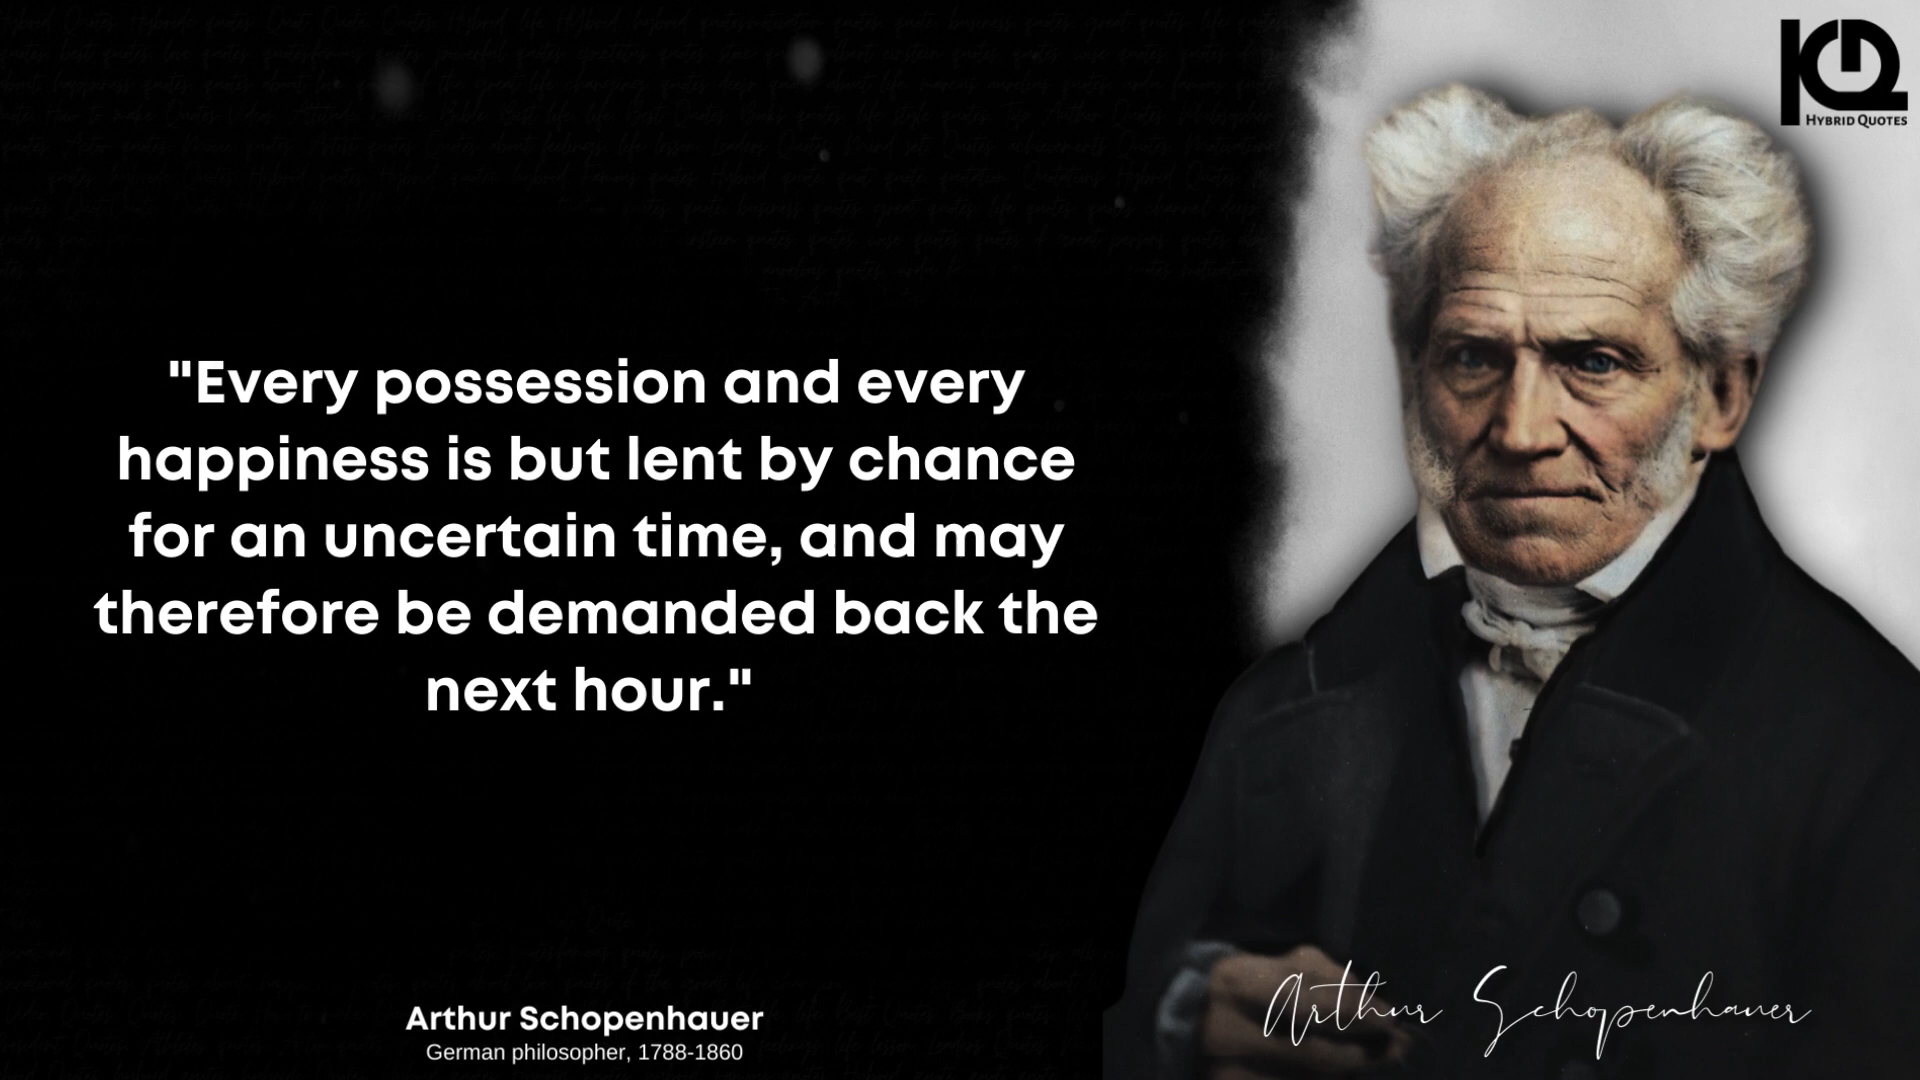 HYBRID QUOTES
"Every possession and every
happiness is but lent by chance
for an uncertain time, and may
therefore be demanded back the
next hour."
Arthur Schopenhauer
German philosopher, 1788-1860
Arthur Schopenhauer